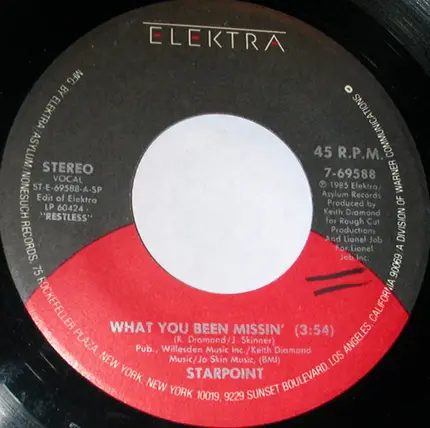 ELEKTRA
STEREO
VOCAL
ST-E-69588-A-SP
Edit of Elektra
LP 60424 -
"RESTLESS"
45 R.P.M.
7-69588
℗ 1985 Elektra/
Asylum Records
Produced by
Keith Diamond
for Rough Cut
Productions
And Lionel Job
For Lionel
Job Inc.
WHAT YOU BEEN MISSIN' (3:54)
(K. Diamond/J. Skinner)
Pub., Willesden Music Inc./Keith Diamond
Music/Jo Skin Music, (BMI)
STARPOINT
MFG BY ELEKTRA ASYLUM/NONESUCH RECORDS, 75 ROCKEFELLER PLAZA, NEW YORK, NEW YORK 10019, 9229 SUNSET BOULEVARD, LOS ANGELES, CALIFORNIA 90069 A DIVISION OF WARNER COMMUNICATIONS